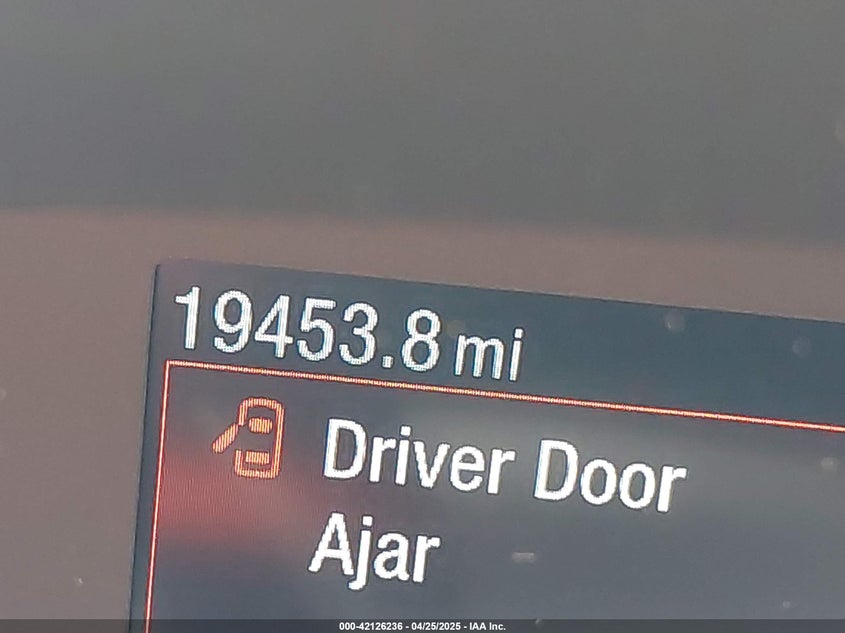 19453.8 mi
Driver Door
Ajar
000-42126236 - 04/25/2025 - IAA Inc.